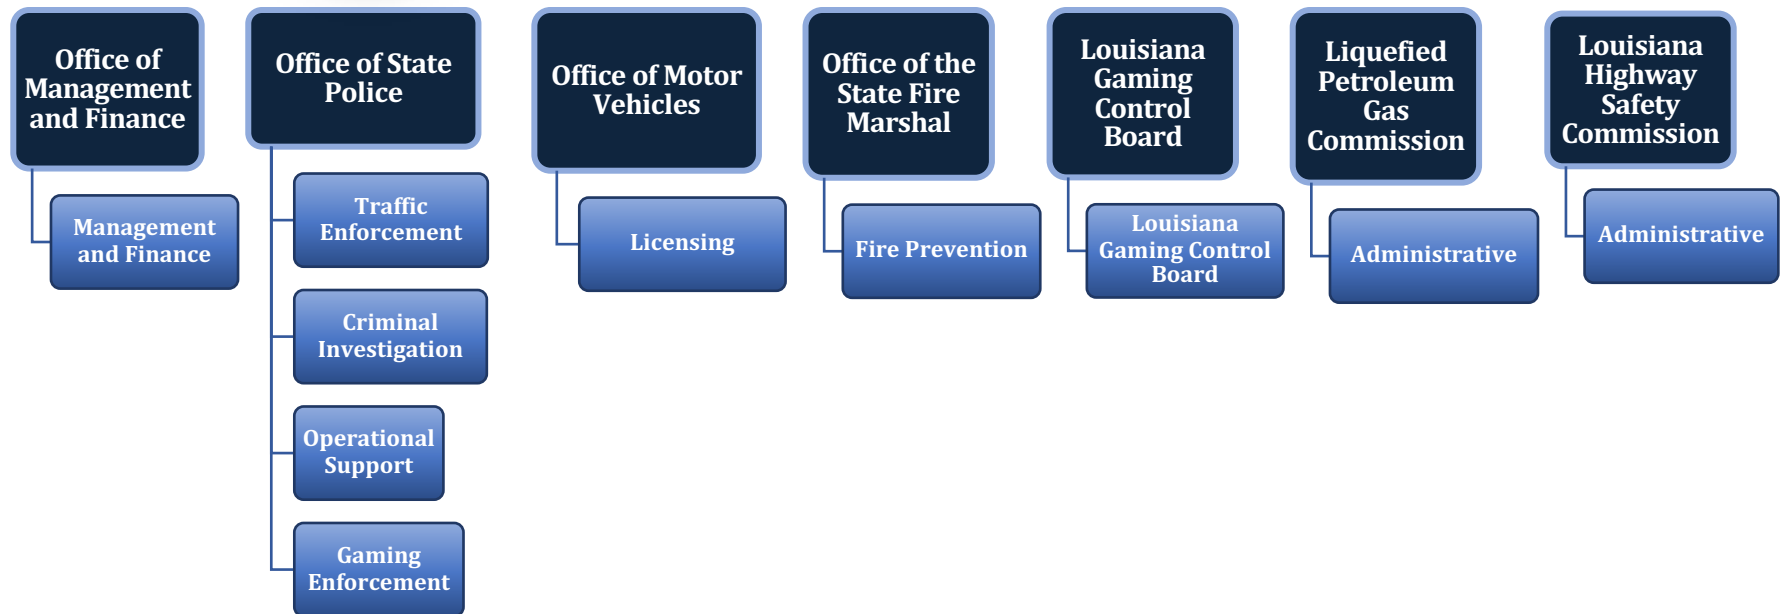 Office of
Management
and Finance
Management
and Finance
Office of State
Police
Traffic
Enforcement
Criminal
Investigation
Operational
Support
Gaming
Enforcement
Office of Motor
Vehicles
Licensing
Office of the
State Fire
Marshal
Fire Prevention
Louisiana
Gaming
Control
Board
Louisiana
Gaming Control
Board
Liquefied
Petroleum
Gas
Commission
Administrative
Louisiana
Highway
Safety
Commission
Administrative